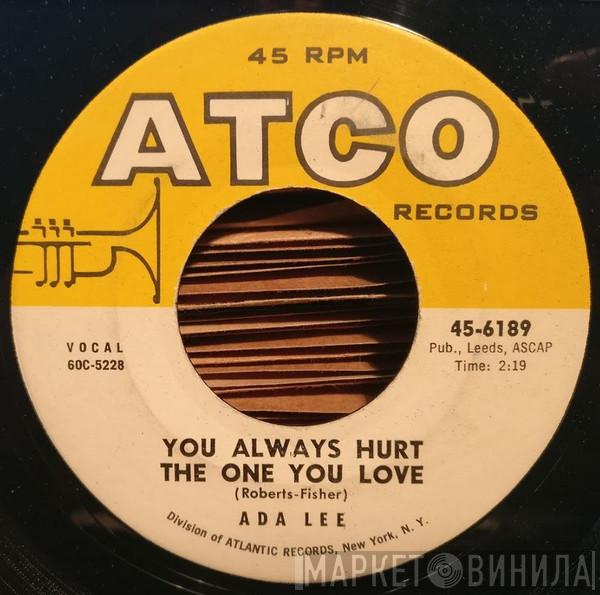 45 RPM
ATCO
RECORDS
VOCAL
60C-5228
45-6189
Pub., Leeds, ASCAP
Time: 2:19
YOU ALWAYS HURT
THE ONE YOU LOVE
(Roberts-Fisher)
ADA LEE
Division of ATLANTIC RECORDS, New York, N. Y.
МАРКЕТ ВИНИЛА